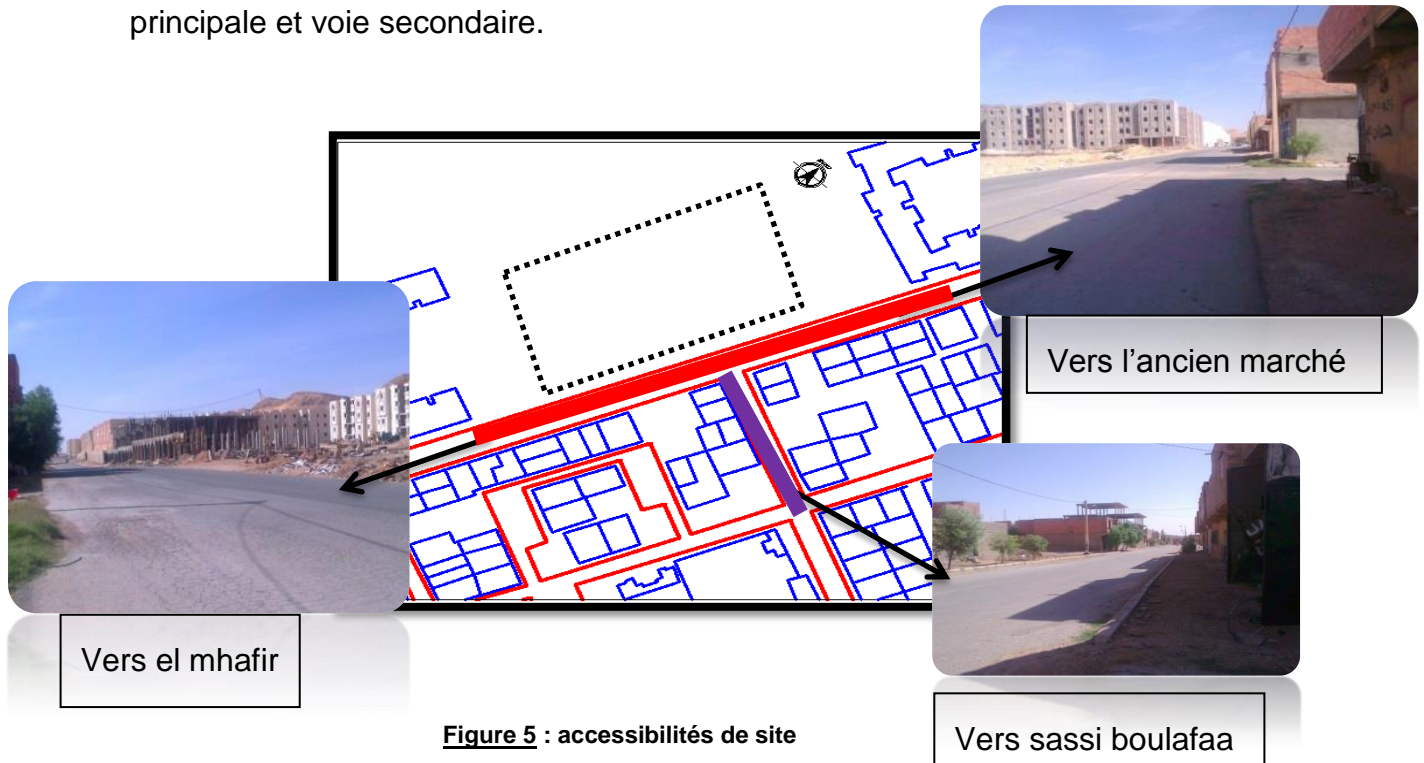 principale et voie secondaire.
Vers l’ancien marché
Vers el mhafir
Vers sassi boulafaa
Figure 5 : accessibilités de site